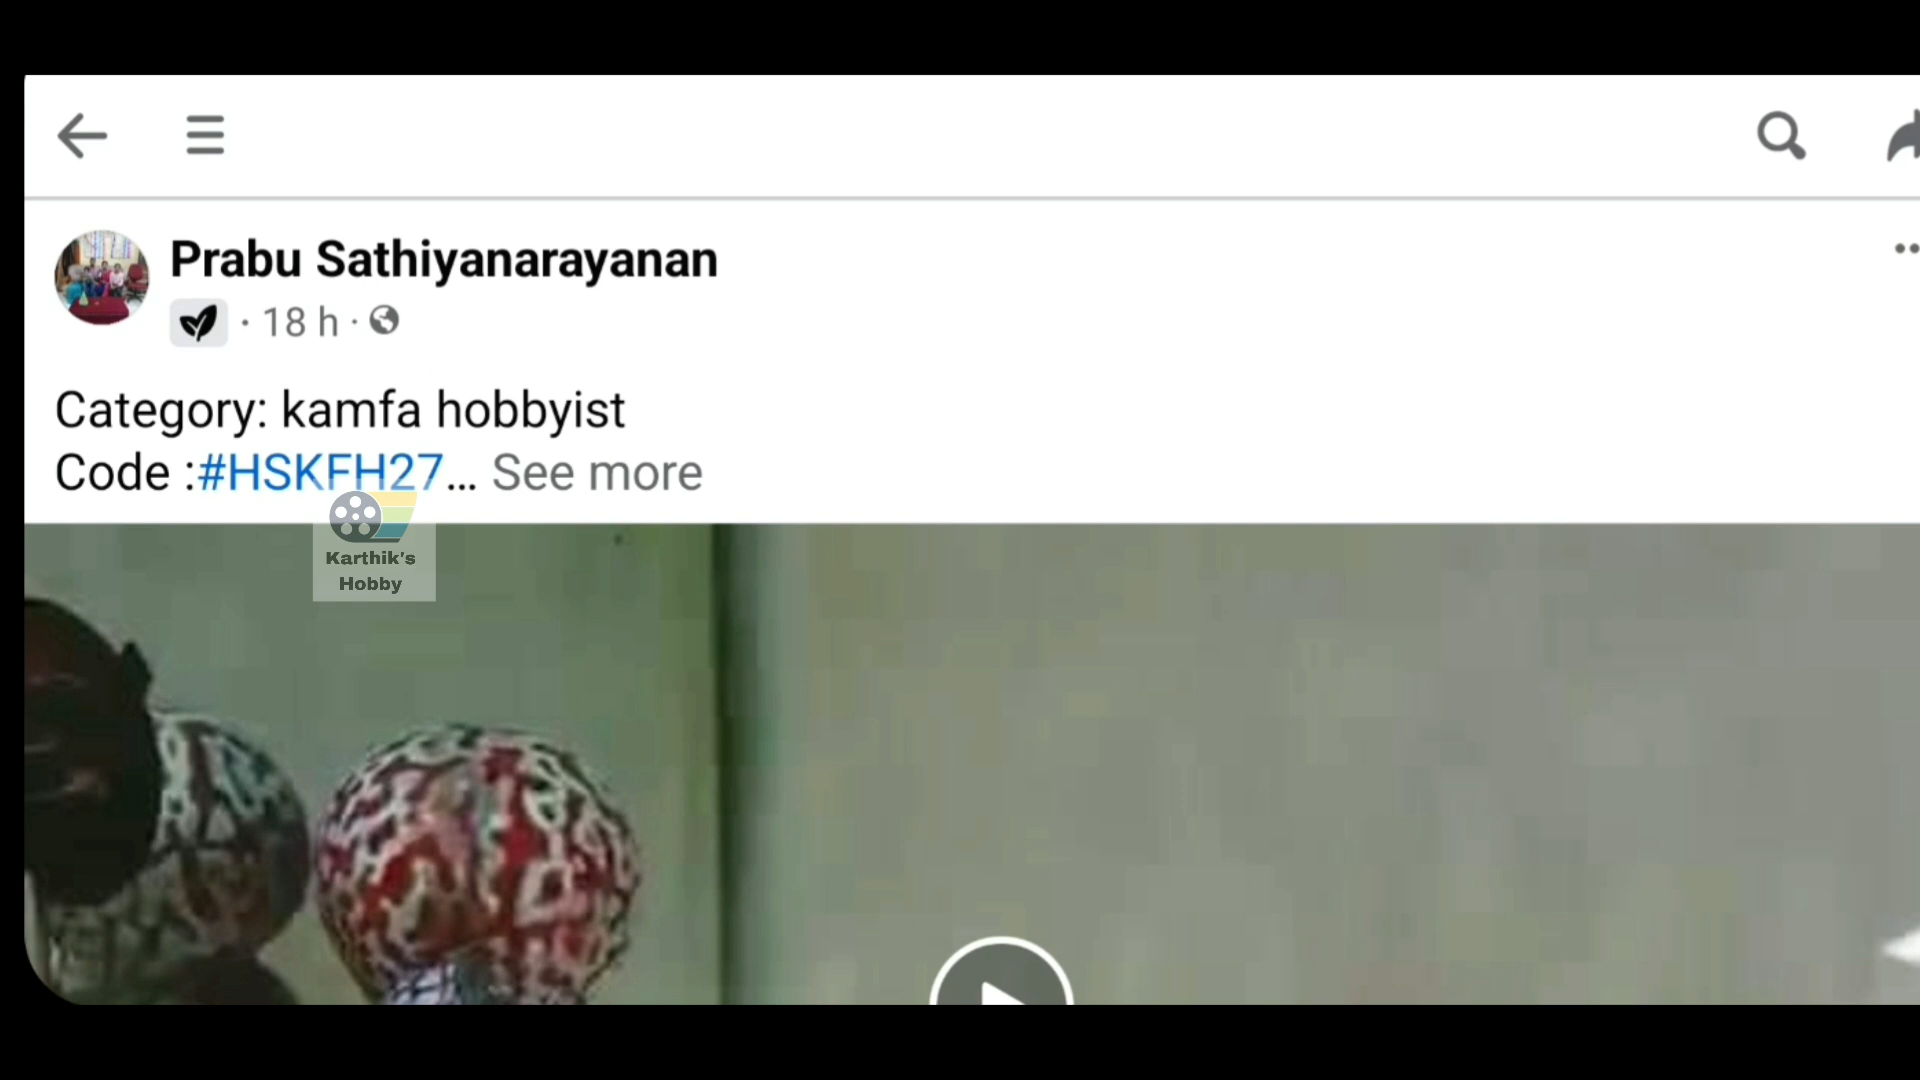 Prabu Sathiyanarayanan
· 18 h ·
Category: kamfa hobbyist
Code :#HSKFH27... See more
Karthik's
Hobby